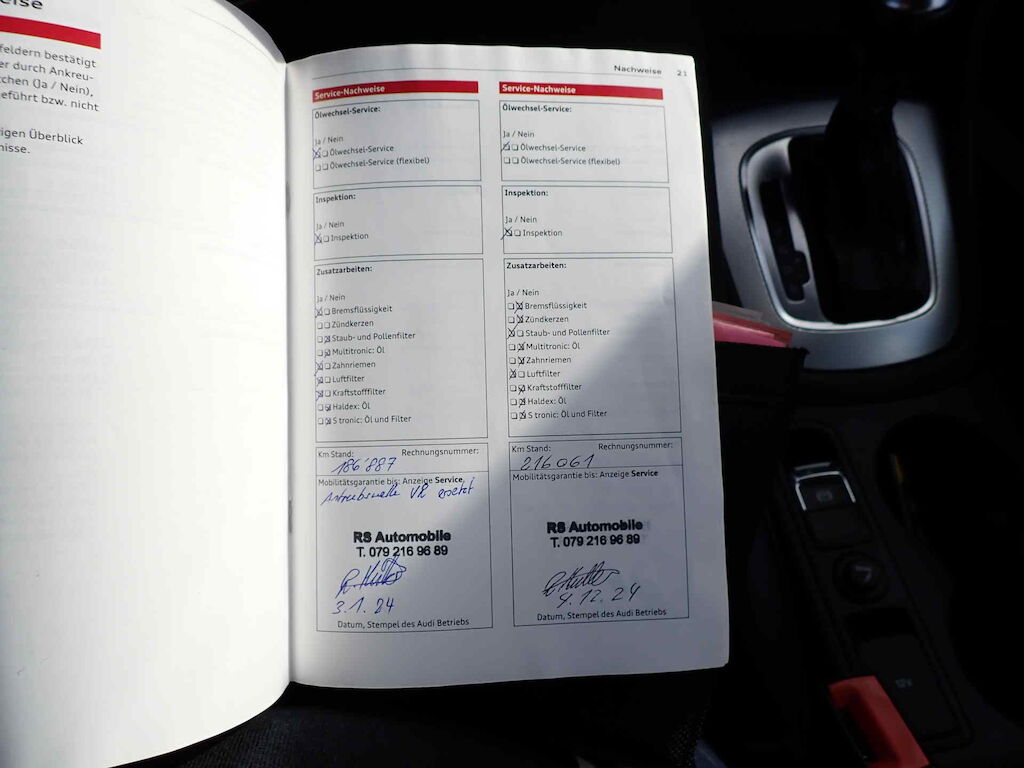 eise
feldern bestätigt
er durch Ankreu-
chen (Ja / Nein),
geführt bzw. nicht
igen Überblick
nisse.
Nachweise 21
Service-Nachweise
Ölwechsel-Service:
Ja / Nein
Ölwechsel-Service
Ölwechsel-Service (flexibel)
Inspektion:
Ja / Nein
Inspektion
Zusatzarbeiten:
Ja / Nein
Bremsflüssigkeit
Zündkerzen
Staub- und Pollenfilter
Multitronic: Öl
Zahnriemen
Luftfilter
Kraftstofffilter
Haldex: Öl
S tronic: Öl und Filter
Km Stand: Rechnungsnummer:
186'887
Mobilitätsgarantie bis: Anzeige Service
Antriebswelle VR ersetzt
RS Automobile
T. 079 216 96 89
3.1.24
Datum, Stempel des Audi Betriebs
Service-Nachweise
Ölwechsel-Service:
Ja / Nein
Ölwechsel-Service
Ölwechsel-Service (flexibel)
Inspektion:
Ja / Nein
Inspektion
Zusatzarbeiten:
Ja / Nein
Bremsflüssigkeit
Zündkerzen
Staub- und Pollenfilter
Multitronic: Öl
Zahnriemen
Luftfilter
Kraftstofffilter
Haldex: Öl
S tronic: Öl und Filter
Km Stand: Rechnungsnummer:
216061
Mobilitätsgarantie bis: Anzeige Service
RS Automobile
T. 079 216 96 89
4.12.24
Datum, Stempel des Audi Betriebs
12V